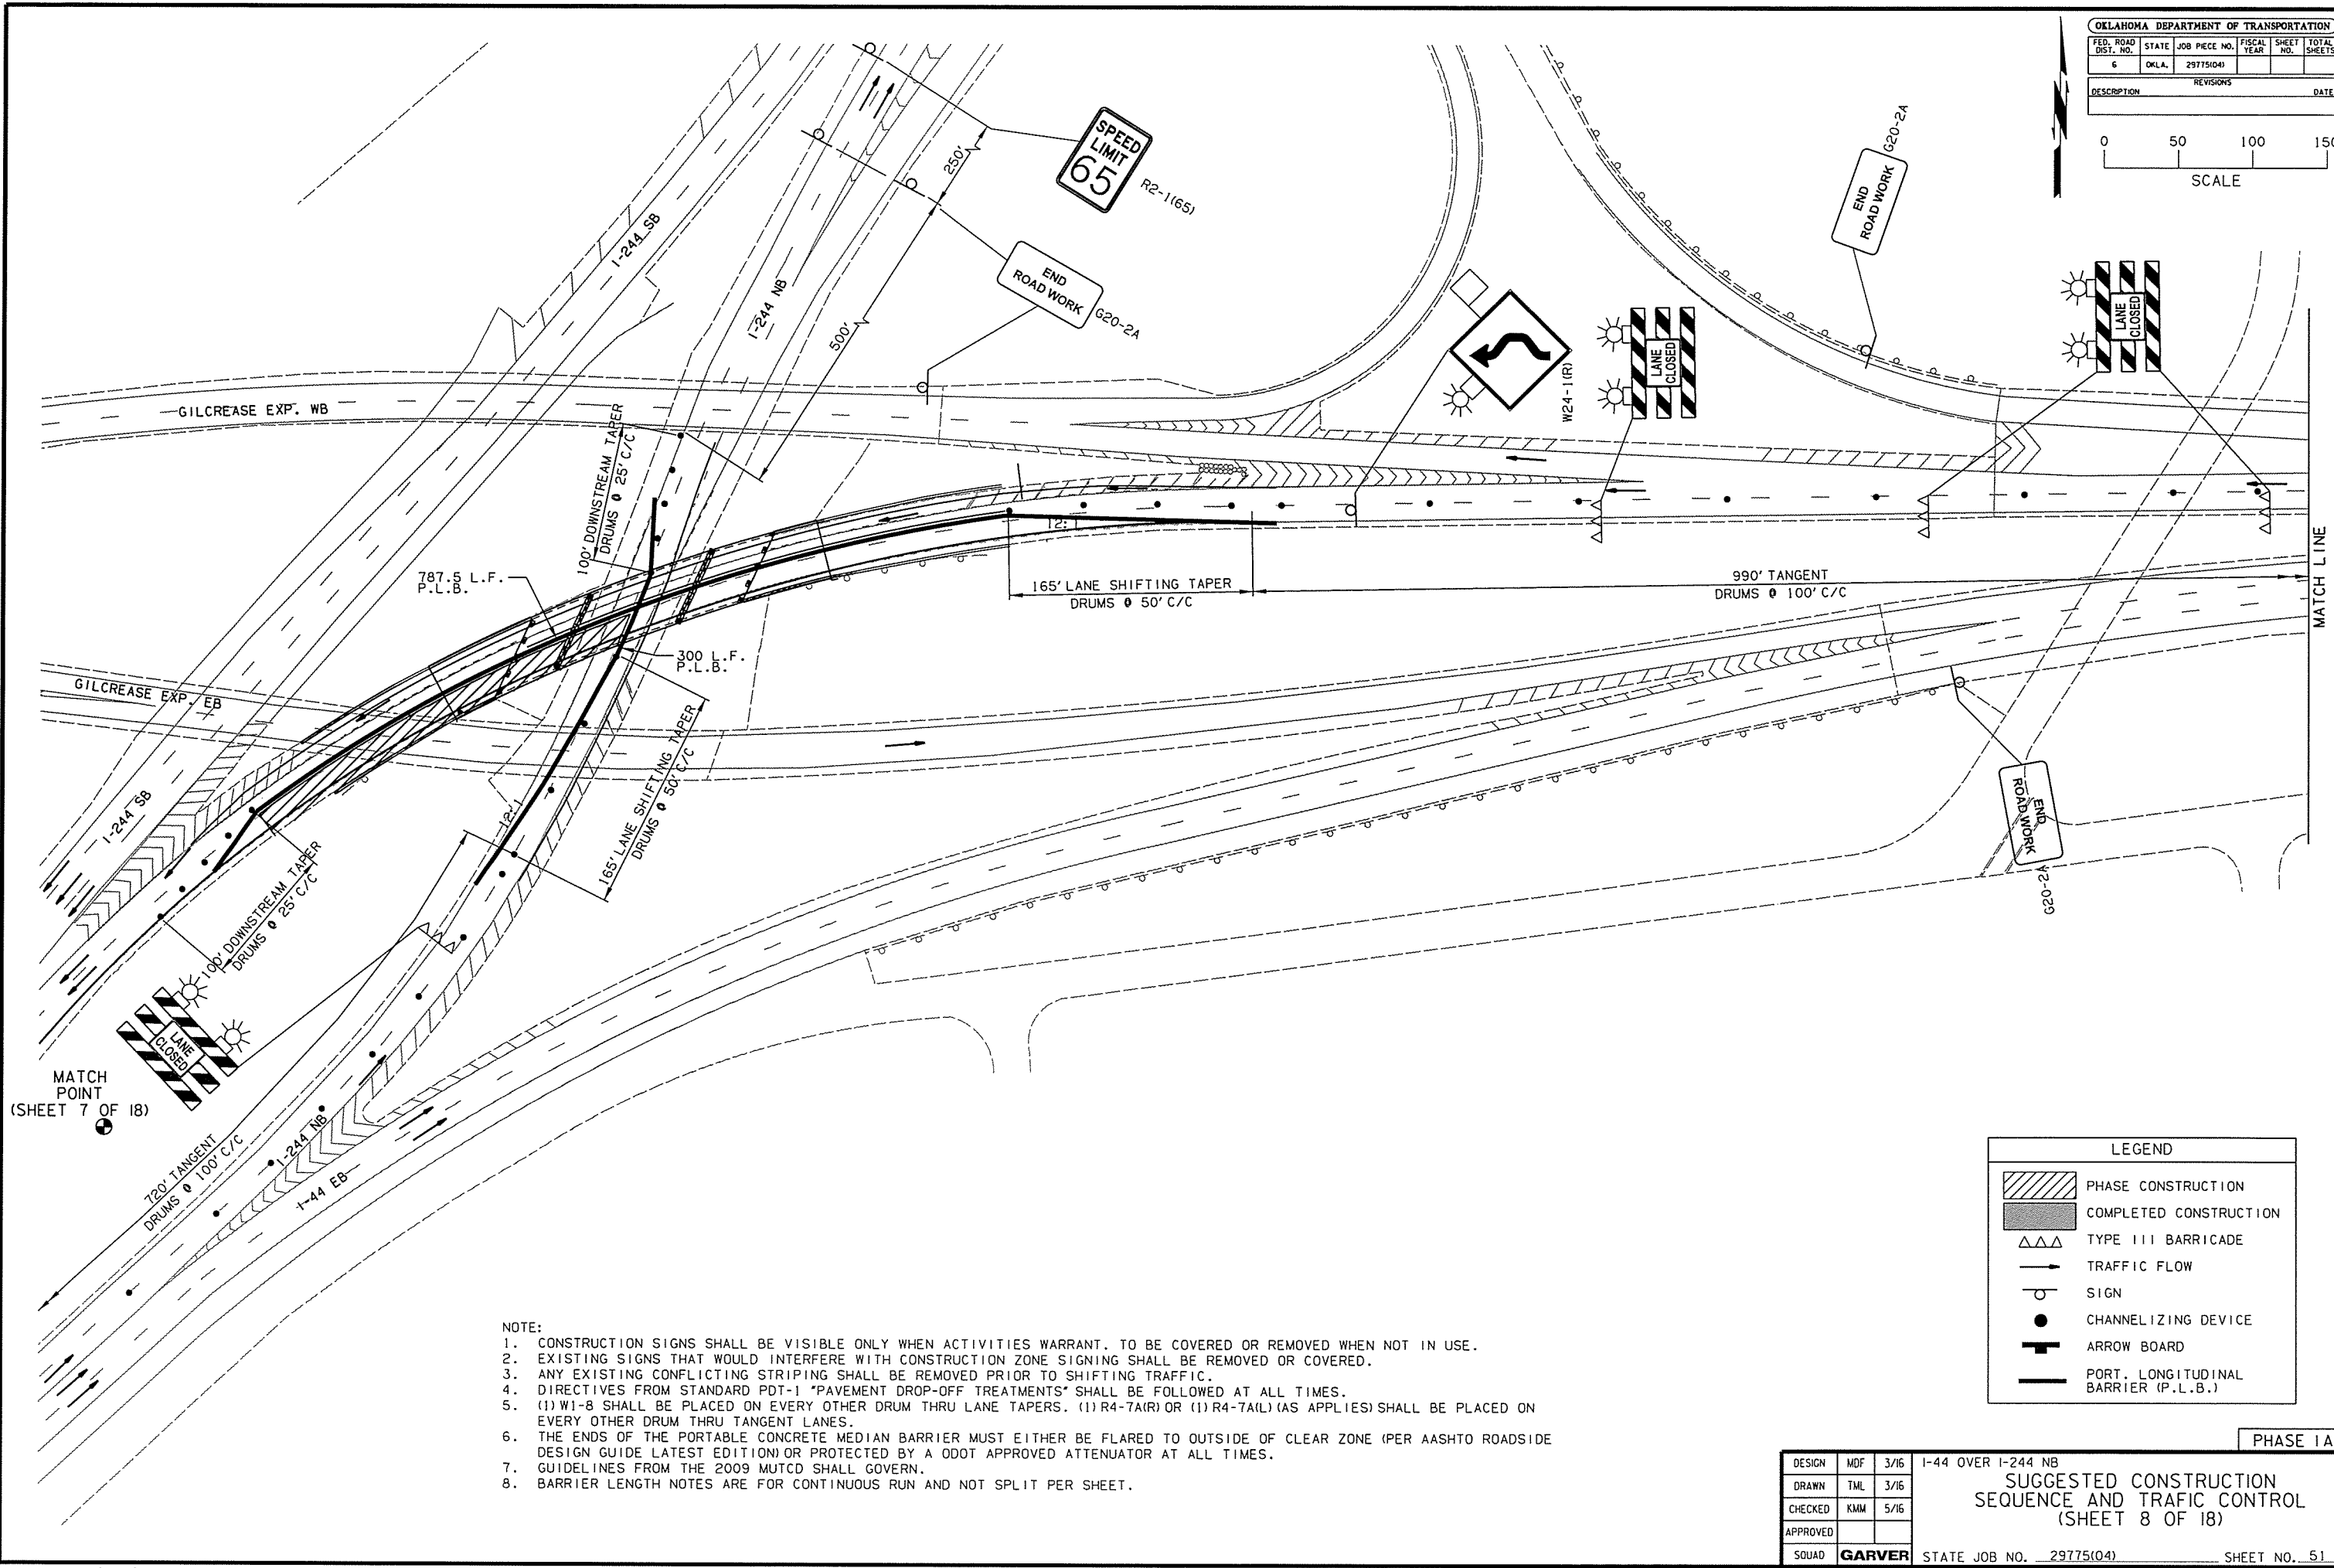 OKLAHOMA DEPARTMENT OF TRANSPORTATION
FED. ROAD DIST. NO. STATE JOB PIECE NO. FISCAL YEAR SHEET NO. TOTAL SHEETS
6 OKLA. 29775(04)
REVISIONS
DESCRIPTION DATE
0 50 100 150
SCALE
SPEED
LIMIT
65
R2-1(65)
250'
500'
END
ROAD WORK
G20-2A
END
ROAD WORK
G20-2A
I-244 SB
I-244 NB
GILCREASE EXP. WB
W24-1(R)
LANE
CLOSED
LANE
CLOSED
100' DOWNSTREAM TAPER
DRUMS @ 25' C/C
12:1
787.5 L.F.
P.L.B.
165' LANE SHIFTING TAPER
DRUMS @ 50' C/C
990' TANGENT
DRUMS @ 100' C/C
MATCH LINE
300 L.F.
P.L.B.
GILCREASE EXP. EB
165' LANE SHIFTING TAPER
DRUMS @ 50' C/C
12:1
I-244 SB
100' DOWNSTREAM TAPER
DRUMS @ 25' C/C
END
ROAD WORK
G20-2A
LANE
CLOSED
MATCH
POINT
(SHEET 7 OF 18)
720' TANGENT
DRUMS @ 100' C/C
I-244 NB
I-44 EB
LEGEND
PHASE CONSTRUCTION
COMPLETED CONSTRUCTION
TYPE III BARRICADE
TRAFFIC FLOW
SIGN
CHANNELIZING DEVICE
ARROW BOARD
PORT. LONGITUDINAL
BARRIER (P.L.B.)
NOTE:
1. CONSTRUCTION SIGNS SHALL BE VISIBLE ONLY WHEN ACTIVITIES WARRANT. TO BE COVERED OR REMOVED WHEN NOT IN USE.
2. EXISTING SIGNS THAT WOULD INTERFERE WITH CONSTRUCTION ZONE SIGNING SHALL BE REMOVED OR COVERED.
3. ANY EXISTING CONFLICTING STRIPING SHALL BE REMOVED PRIOR TO SHIFTING TRAFFIC.
4. DIRECTIVES FROM STANDARD PDT-1 "PAVEMENT DROP-OFF TREATMENTS" SHALL BE FOLLOWED AT ALL TIMES.
5. (1) W1-8 SHALL BE PLACED ON EVERY OTHER DRUM THRU LANE TAPERS. (1) R4-7A(R) OR (1) R4-7A(L) (AS APPLIES) SHALL BE PLACED ON
EVERY OTHER DRUM THRU TANGENT LANES.
6. THE ENDS OF THE PORTABLE CONCRETE MEDIAN BARRIER MUST EITHER BE FLARED TO OUTSIDE OF CLEAR ZONE (PER AASHTO ROADSIDE
DESIGN GUIDE LATEST EDITION) OR PROTECTED BY A ODOT APPROVED ATTENUATOR AT ALL TIMES.
7. GUIDELINES FROM THE 2009 MUTCD SHALL GOVERN.
8. BARRIER LENGTH NOTES ARE FOR CONTINUOUS RUN AND NOT SPLIT PER SHEET.
PHASE 1A
DESIGN MDF 3/16
DRAWN TML 3/16
CHECKED KMM 5/16
APPROVED
SQUAD GARVER
I-44 OVER I-244 NB
SUGGESTED CONSTRUCTION
SEQUENCE AND TRAFIC CONTROL
(SHEET 8 OF 18)
STATE JOB NO. 29775(04) SHEET NO. 51